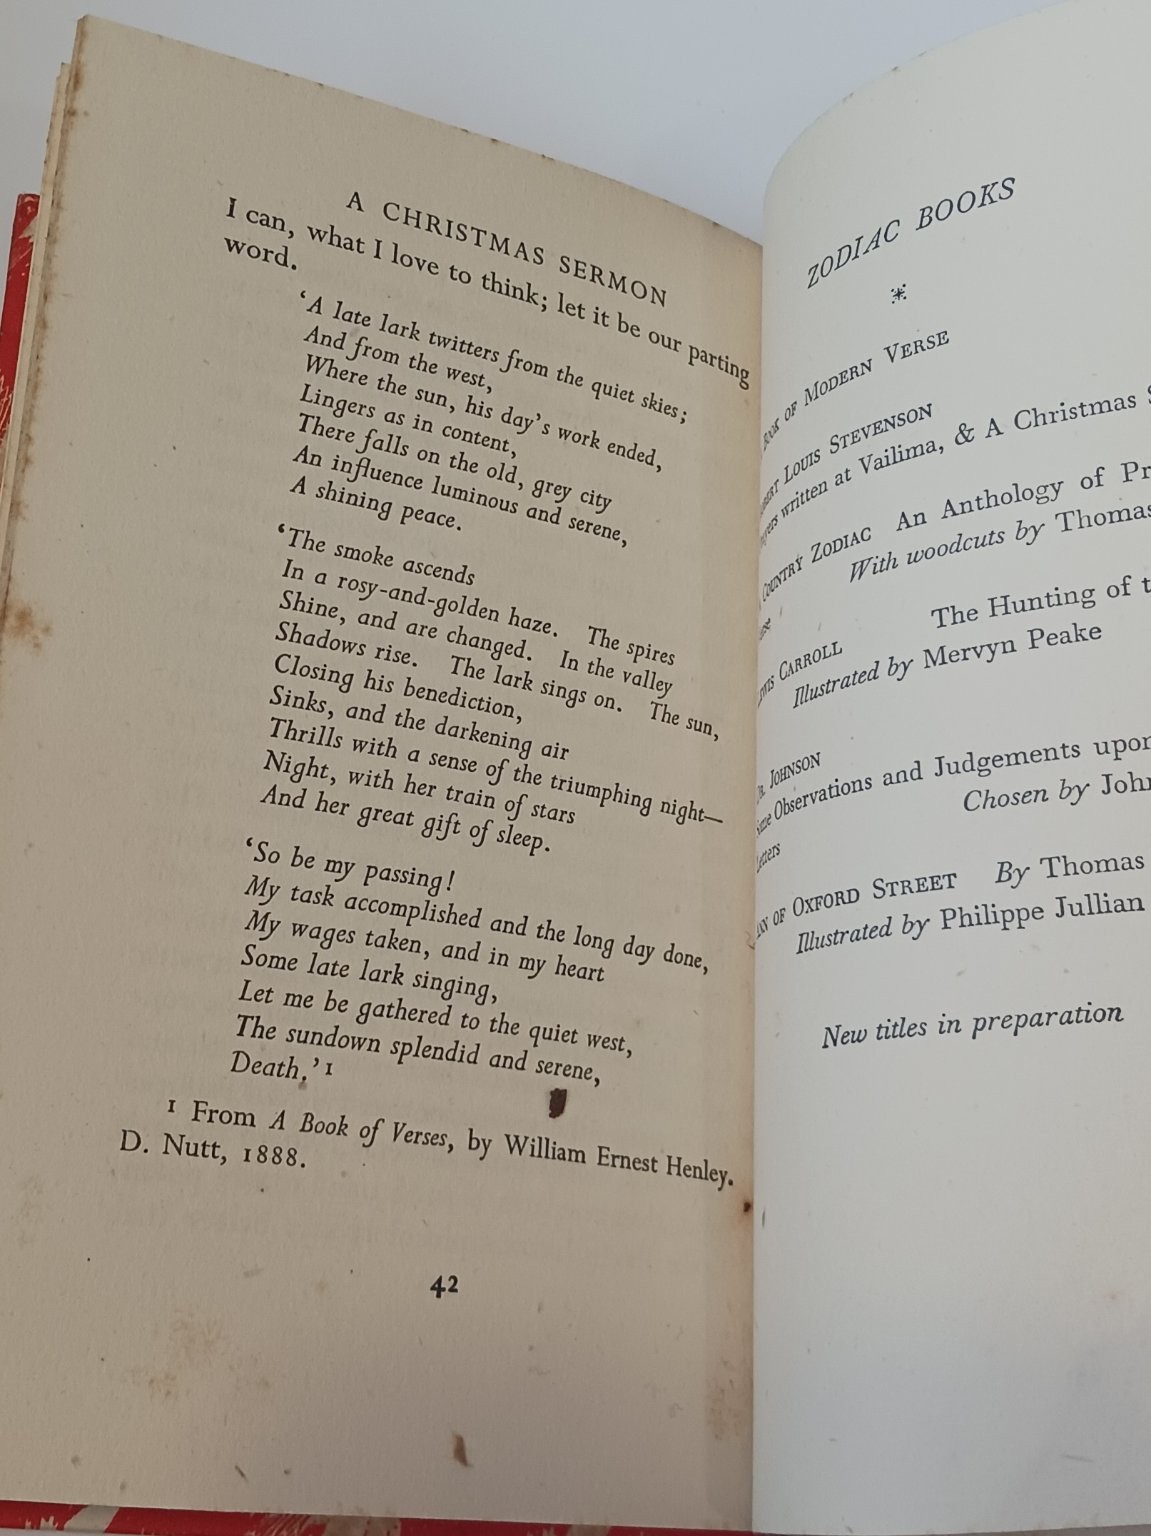 A CHRISTMAS SERMON
I can, what I love to think; let it be our parting
word.
‘A late lark twitters from the quiet skies;
And from the west,
Where the sun, his day’s work ended,
Lingers as in content,
There falls on the old, grey city
An influence luminous and serene,
A shining peace.
‘The smoke ascends
In a rosy-and-golden haze. The spires
Shine, and are changed. In the valley
Shadows rise. The lark sings on. The sun,
Closing his benediction,
Sinks, and the darkening air
Thrills with a sense of the triumphing night—
Night, with her train of stars
And her great gift of sleep.
‘So be my passing!
My task accomplished and the long day done,
My wages taken, and in my heart
Some late lark singing,
Let me be gathered to the quiet west,
The sundown splendid and serene,
Death.’1
1 From A Book of Verses, by William Ernest Henley.
D. Nutt, 1888.
42
ZODIAC BOOKS
*
BOOK OF MODERN VERSE
LOUIS STEVENSON
written at Vailima, & A Christmas
COUNTRY ZODIAC An Anthology of
With woodcuts by Thomas
CARROLL The Hunting of
Illustrated by Mervyn Peake
JOHNSON
Observations and Judgements upon
Chosen by John
Letters
OF OXFORD STREET By Thomas
Illustrated by Philippe Jullian
New titles in preparation